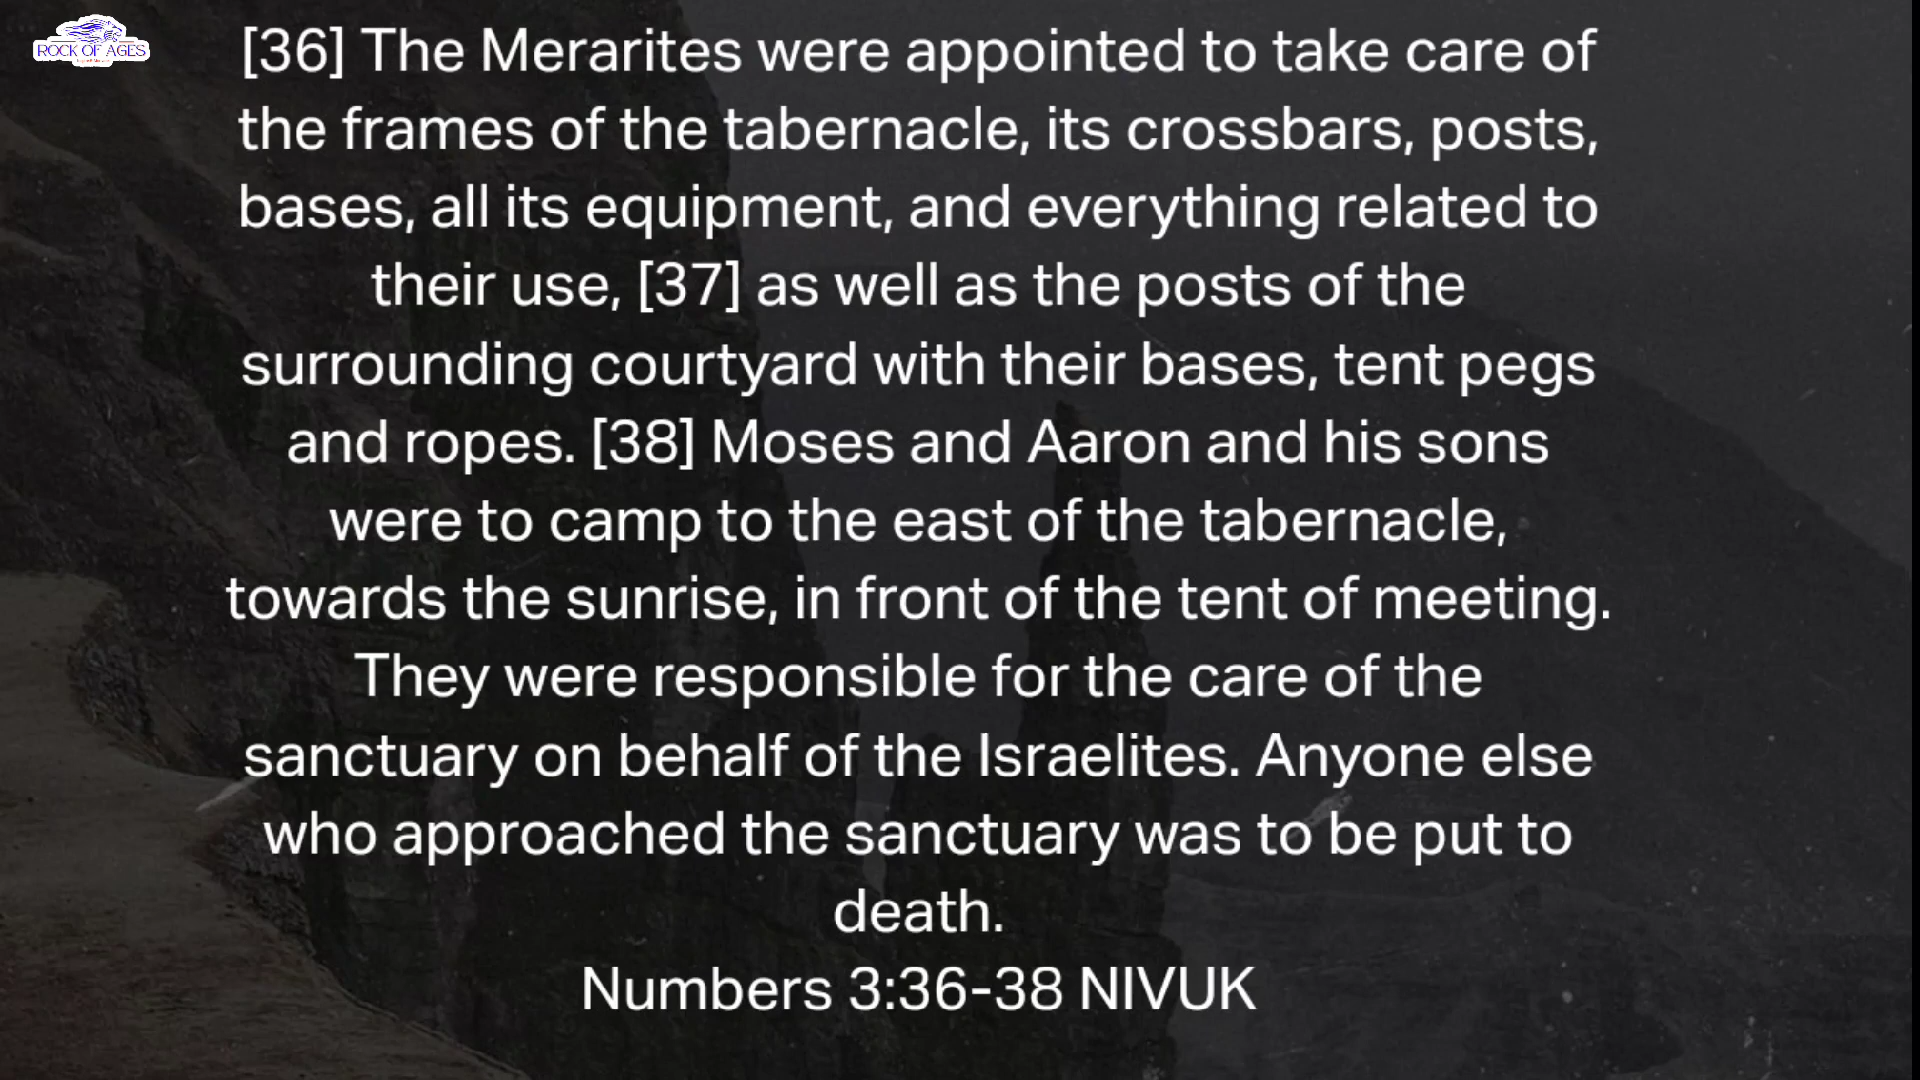 ROCK OF AGES
[36] The Merarites were appointed to take care of
the frames of the tabernacle, its crossbars, posts,
bases, all its equipment, and everything related to
their use, [37] as well as the posts of the
surrounding courtyard with their bases, tent pegs
and ropes. [38] Moses and Aaron and his sons
were to camp to the east of the tabernacle,
towards the sunrise, in front of the tent of meeting.
They were responsible for the care of the
sanctuary on behalf of the Israelites. Anyone else
who approached the sanctuary was to be put to
death.
Numbers 3:36-38 NIVUK